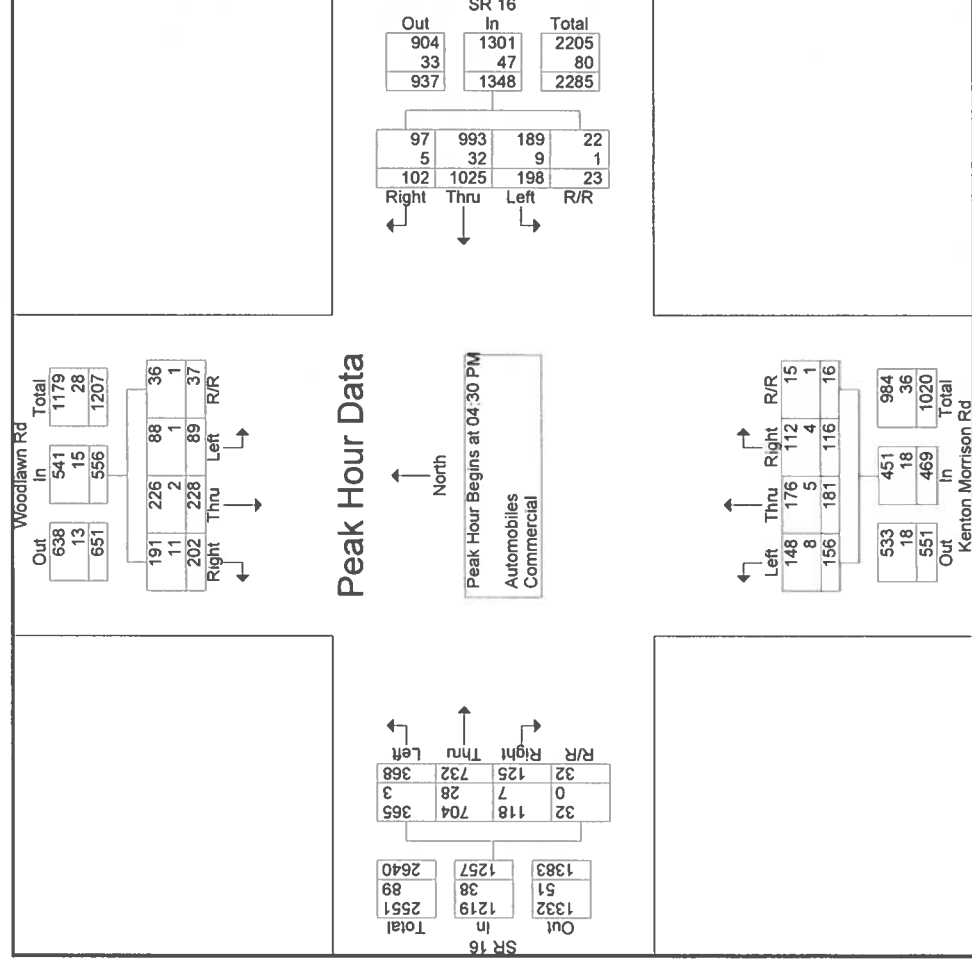 SR 16
Out In Total
904 1301 2205
33 47 80
937 1348 2285
97 993 189 22
5 32 9 1
102 1025 198 23
Right Thru Left R/R
Woodlawn Rd
Out In Total
638 541 1179
13 15 28
651 556 1207
191 226 88 36
11 2 1 1
202 228 89 37
Right Thru Left R/R
Peak Hour Data
North
Peak Hour Begins at 04:30 PM
Automobiles
Commercial
Left Thru Right R/R
148 176 112 15
8 5 4 1
156 181 116 16
533 451 984
18 18 36
551 469 1020
Out In Total
Kenton Morrison Rd
Left Thru Right R/R
368 732 125 32
3 28 7 0
365 704 118 32
2640 1257 1383
89 38 51
2551 1219 1332
Total In Out
SR 16